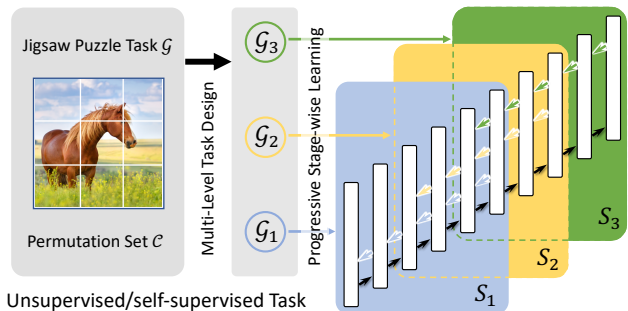 Jigsaw Puzzle Task 𝒢
Permutation Set 𝒞
Multi-Level Task Design
𝒢₃
𝒢₂
𝒢₁
Progressive Stage-wise Learning
S₃
S₂
S₁
Unsupervised/self-supervised Task